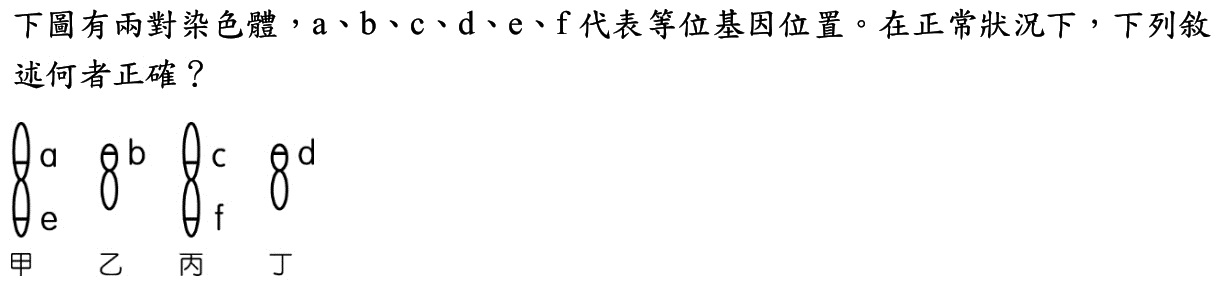 下圖有兩對染色體，a、b、c、d、e、f 代表等位基因位置。在正常狀況下，下列敘
述何者正確？
a b c d
e f
甲 乙 丙 丁